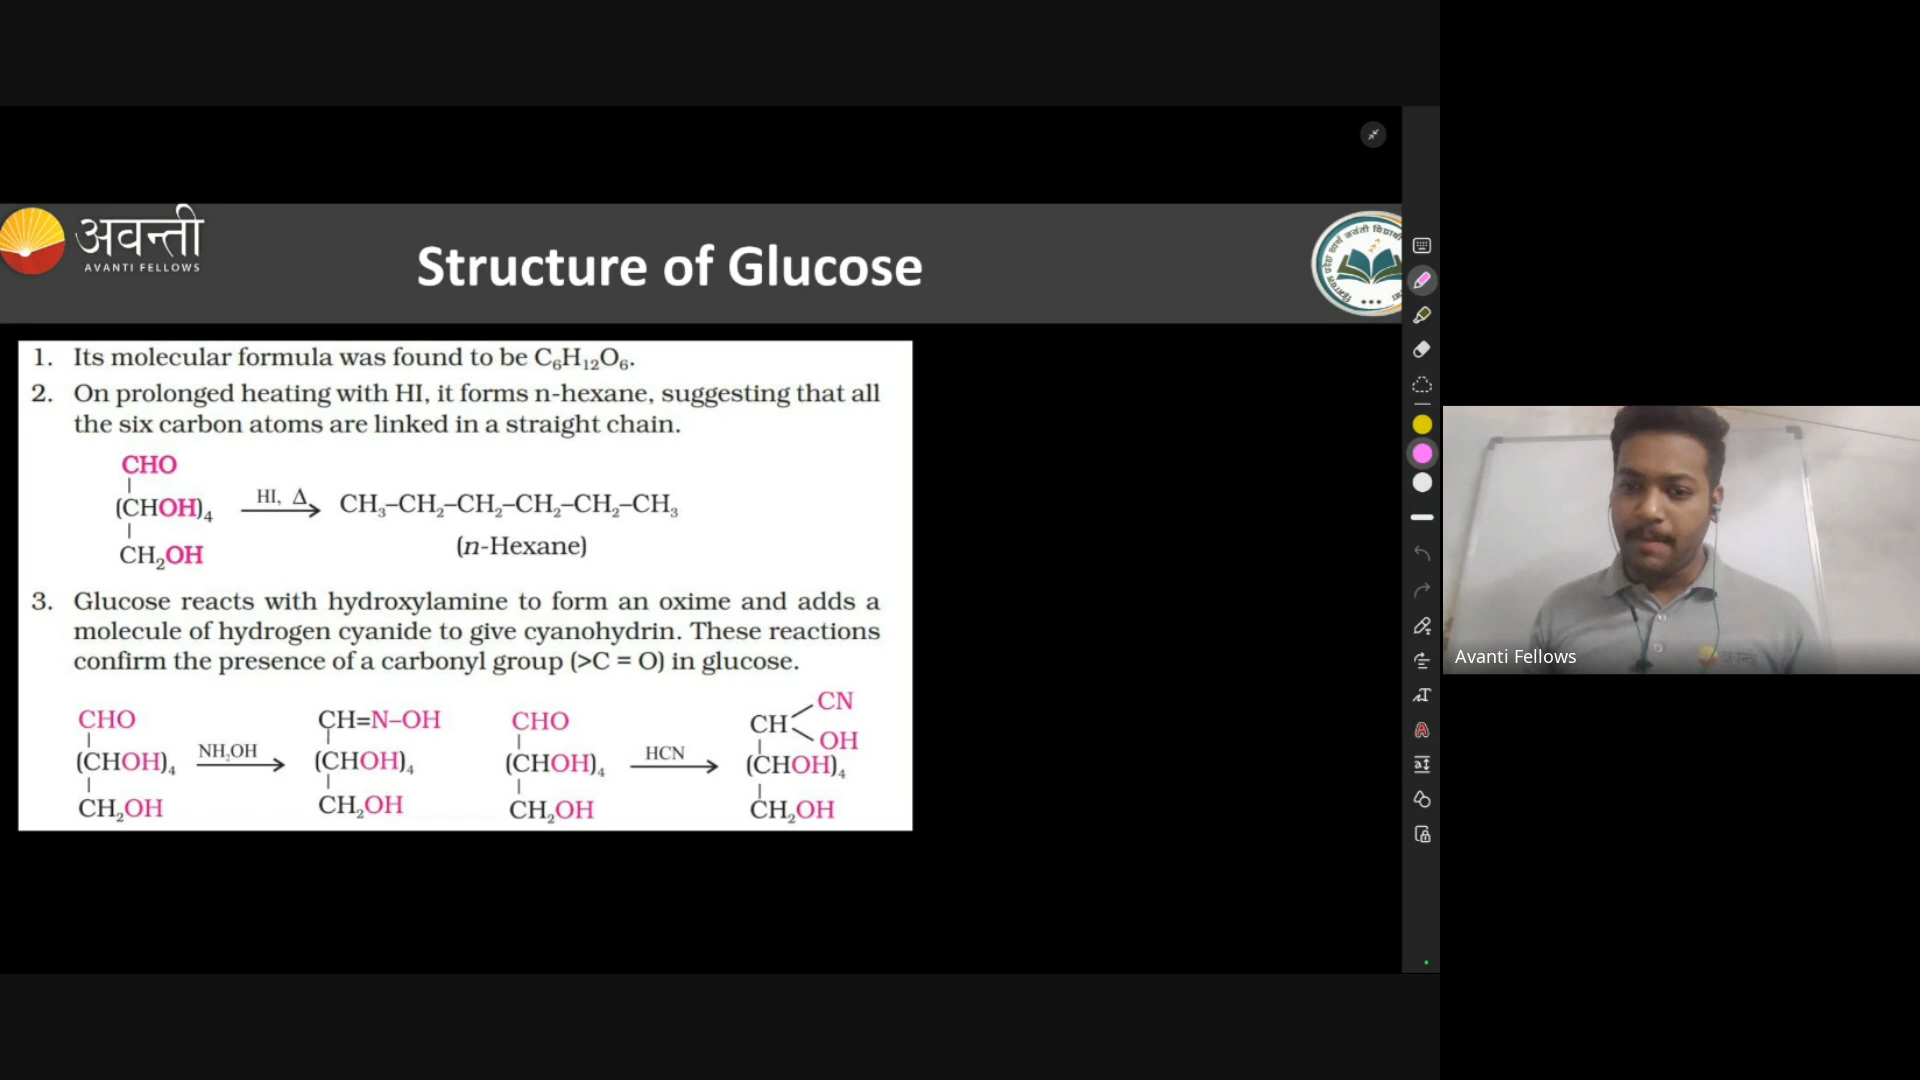 अवन्ती
AVANTI FELLOWS
Structure of Glucose
1. Its molecular formula was found to be C₆H₁₂O₆.
2. On prolonged heating with HI, it forms n-hexane, suggesting that all
the six carbon atoms are linked in a straight chain.
CHO
(CHOH)₄ HI, Δ CH₃–CH₂–CH₂–CH₂–CH₂–CH₃
CH₂OH (n-Hexane)
3. Glucose reacts with hydroxylamine to form an oxime and adds a
molecule of hydrogen cyanide to give cyanohydrin. These reactions
confirm the presence of a carbonyl group (>C = O) in glucose.
CHO CH=N–OH CHO CH CN OH
(CHOH)₄ NH₂OH (CHOH)₄ (CHOH)₄ HCN (CHOH)₄
CH₂OH CH₂OH CH₂OH CH₂OH
Avanti Fellows